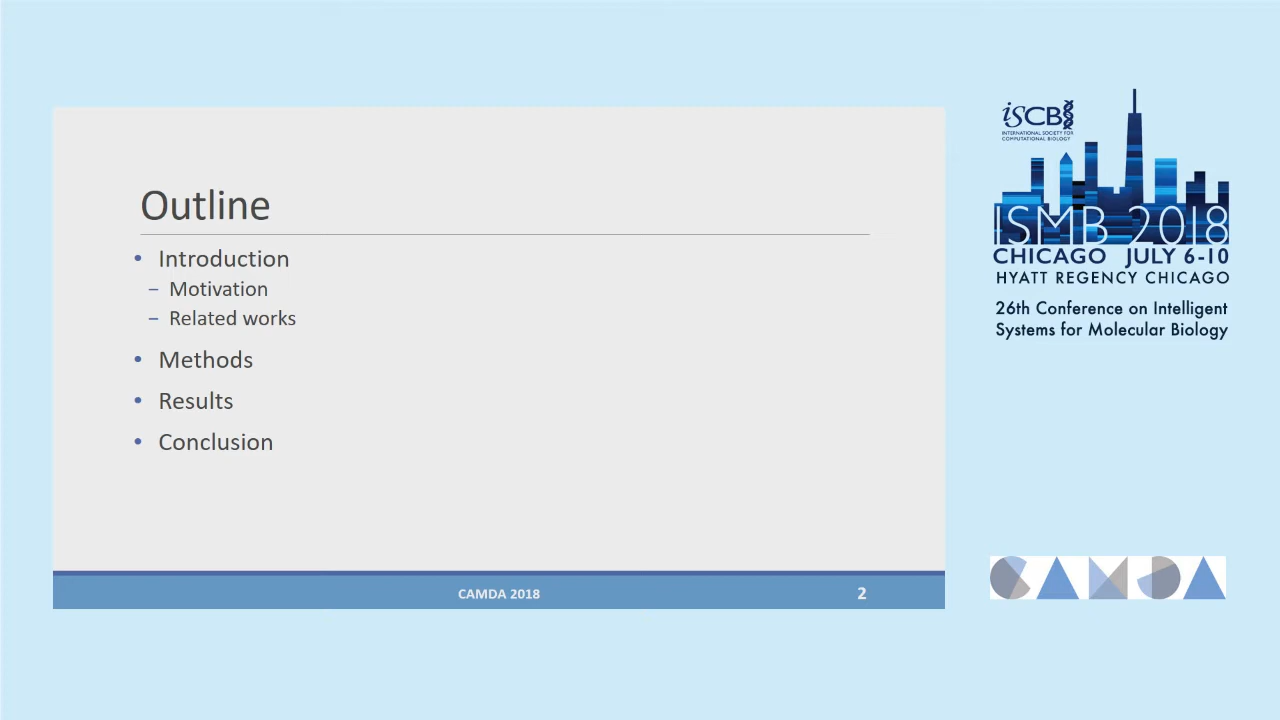 Outline
• Introduction
– Motivation
– Related works
• Methods
• Results
• Conclusion
CAMDA 2018
2
iSCB
INTERNATIONAL SOCIETY FOR
COMPUTATIONAL BIOLOGY
ISMB 2018
CHICAGO JULY 6-10
HYATT REGENCY CHICAGO
26th Conference on Intelligent
Systems for Molecular Biology
CAMDA